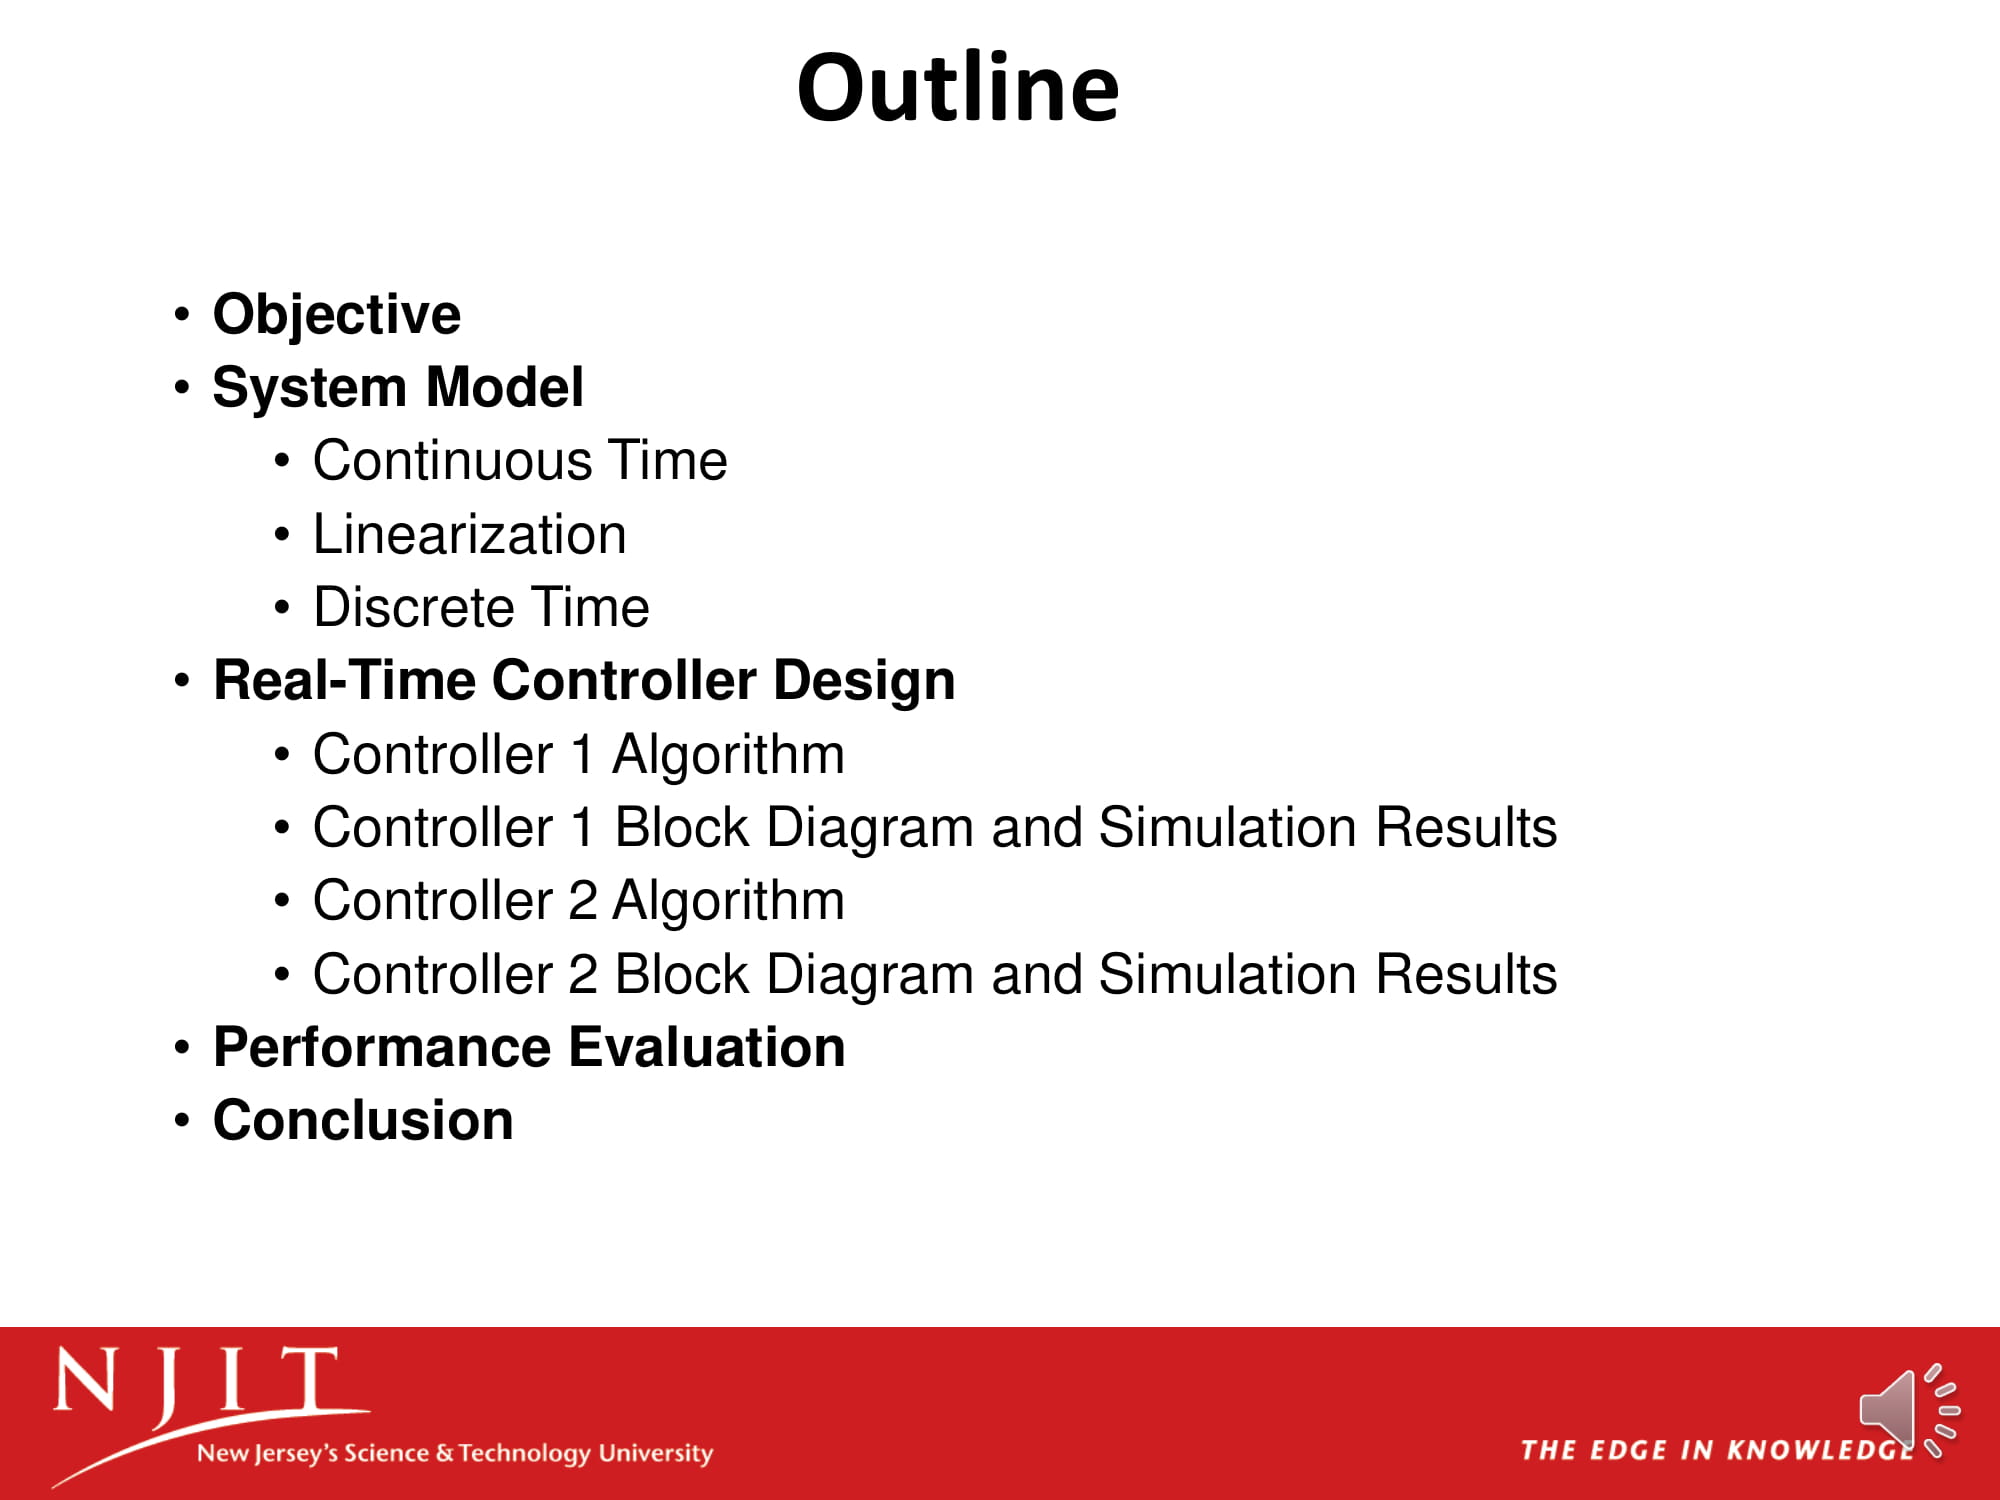 Outline
• Objective
• System Model
• Continuous Time
• Linearization
• Discrete Time
• Real-Time Controller Design
• Controller 1 Algorithm
• Controller 1 Block Diagram and Simulation Results
• Controller 2 Algorithm
• Controller 2 Block Diagram and Simulation Results
• Performance Evaluation
• Conclusion
NJIT
New Jersey's Science & Technology University
THE EDGE IN KNOWLEDGE